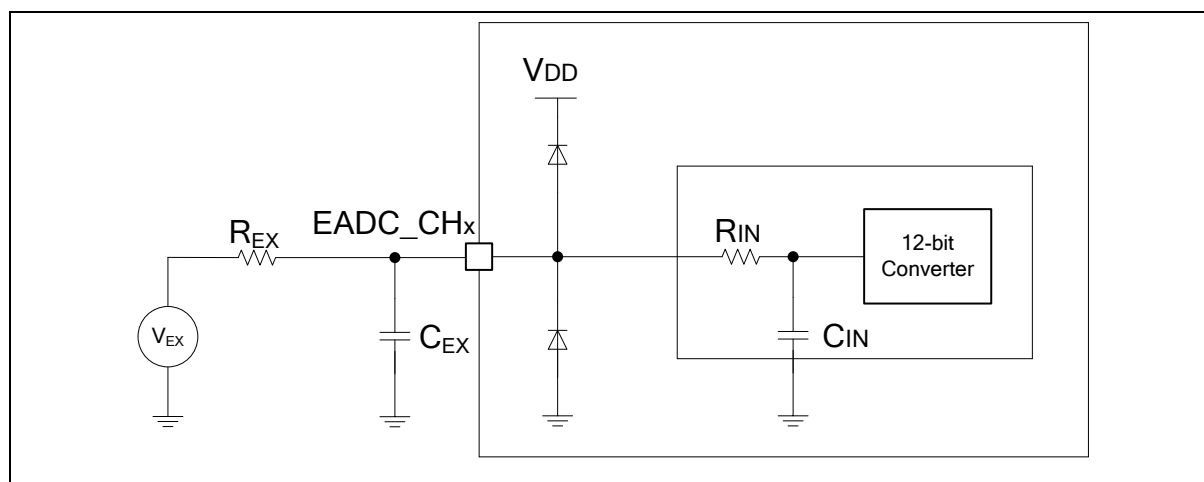 VDD
EADC_CHx
REX
RIN
12-bit
Converter
VEX
CEX
CIN